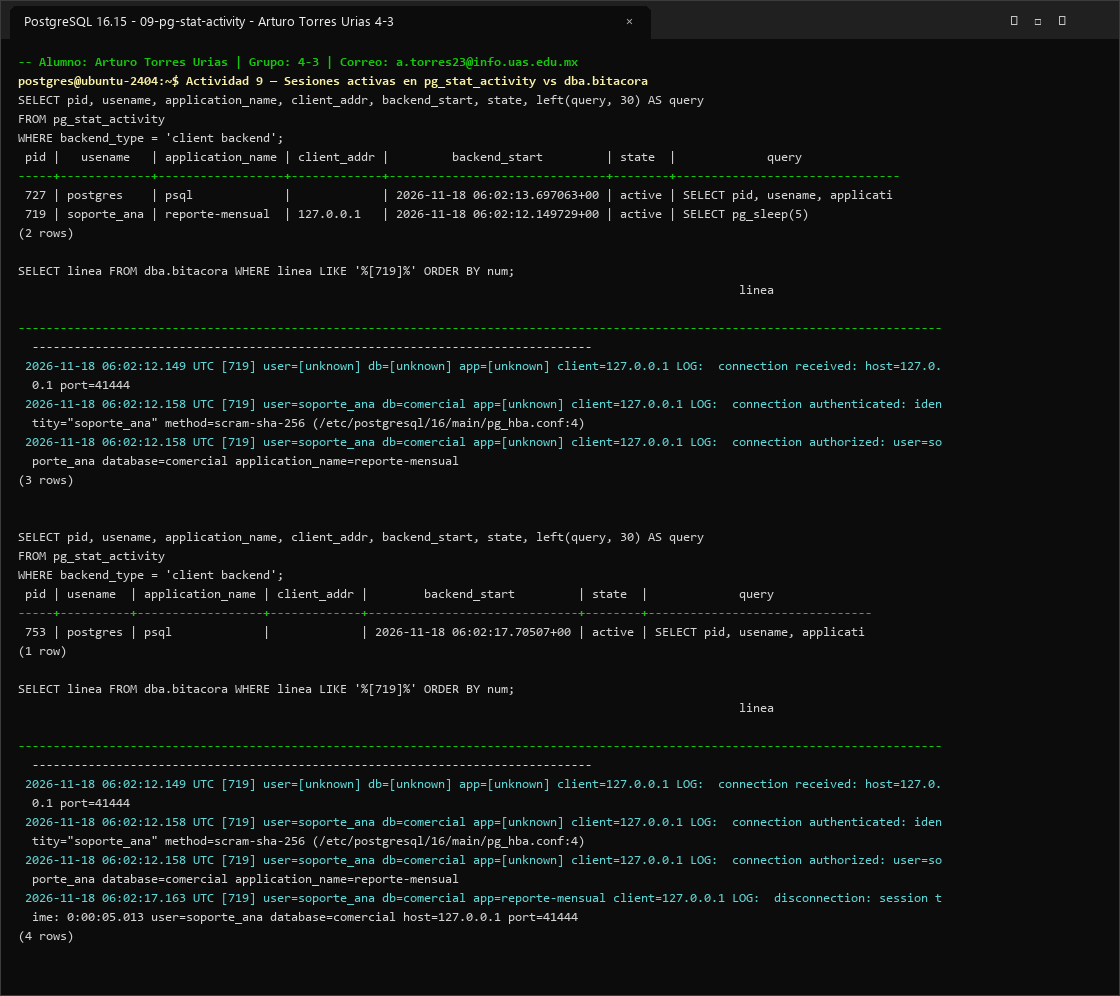 PostgreSQL 16.15 - 09-pg-stat-activity - Arturo Torres Urias 4-3
×
-- Alumno: Arturo Torres Urias | Grupo: 4-3 | Correo: a.torres23@info.uas.edu.mx
postgres@ubuntu-2404:~$ Actividad 9 — Sesiones activas en pg_stat_activity vs dba.bitacora
SELECT pid, usename, application_name, client_addr, backend_start, state, left(query, 30) AS query
FROM pg_stat_activity
WHERE backend_type = 'client backend';
 pid |   usename   | application_name | client_addr |         backend_start         | state  |             query
-----+-------------+------------------+-------------+-------------------------------+--------+--------------------------------
 727 | postgres    | psql             |             | 2026-11-18 06:02:13.697063+00 | active | SELECT pid, usename, applicati
 719 | soporte_ana | reporte-mensual  | 127.0.0.1   | 2026-11-18 06:02:12.149729+00 | active | SELECT pg_sleep(5)
(2 rows)
SELECT linea FROM dba.bitacora WHERE linea LIKE '%[719]%' ORDER BY num;
linea
------------------------------------------------------------------------------------------------------------------------------------
--------------------------------------------------------------------------------
 2026-11-18 06:02:12.149 UTC [719] user=[unknown] db=[unknown] app=[unknown] client=127.0.0.1 LOG:  connection received: host=127.0.
  0.1 port=41444
 2026-11-18 06:02:12.158 UTC [719] user=soporte_ana db=comercial app=[unknown] client=127.0.0.1 LOG:  connection authenticated: iden
  tity="soporte_ana" method=scram-sha-256 (/etc/postgresql/16/main/pg_hba.conf:4)
 2026-11-18 06:02:12.158 UTC [719] user=soporte_ana db=comercial app=[unknown] client=127.0.0.1 LOG:  connection authorized: user=so
  porte_ana database=comercial application_name=reporte-mensual
(3 rows)
SELECT pid, usename, application_name, client_addr, backend_start, state, left(query, 30) AS query
FROM pg_stat_activity
WHERE backend_type = 'client backend';
 pid | usename  | application_name | client_addr |        backend_start         | state  |             query
-----+----------+------------------+-------------+------------------------------+--------+--------------------------------
 753 | postgres | psql             |             | 2026-11-18 06:02:17.70507+00 | active | SELECT pid, usename, applicati
(1 row)
SELECT linea FROM dba.bitacora WHERE linea LIKE '%[719]%' ORDER BY num;
linea
------------------------------------------------------------------------------------------------------------------------------------
--------------------------------------------------------------------------------
 2026-11-18 06:02:12.149 UTC [719] user=[unknown] db=[unknown] app=[unknown] client=127.0.0.1 LOG:  connection received: host=127.0.
  0.1 port=41444
 2026-11-18 06:02:12.158 UTC [719] user=soporte_ana db=comercial app=[unknown] client=127.0.0.1 LOG:  connection authenticated: iden
  tity="soporte_ana" method=scram-sha-256 (/etc/postgresql/16/main/pg_hba.conf:4)
 2026-11-18 06:02:12.158 UTC [719] user=soporte_ana db=comercial app=[unknown] client=127.0.0.1 LOG:  connection authorized: user=so
  porte_ana database=comercial application_name=reporte-mensual
 2026-11-18 06:02:17.163 UTC [719] user=soporte_ana db=comercial app=reporte-mensual client=127.0.0.1 LOG:  disconnection: session t
  ime: 0:00:05.013 user=soporte_ana database=comercial host=127.0.0.1 port=41444
(4 rows)